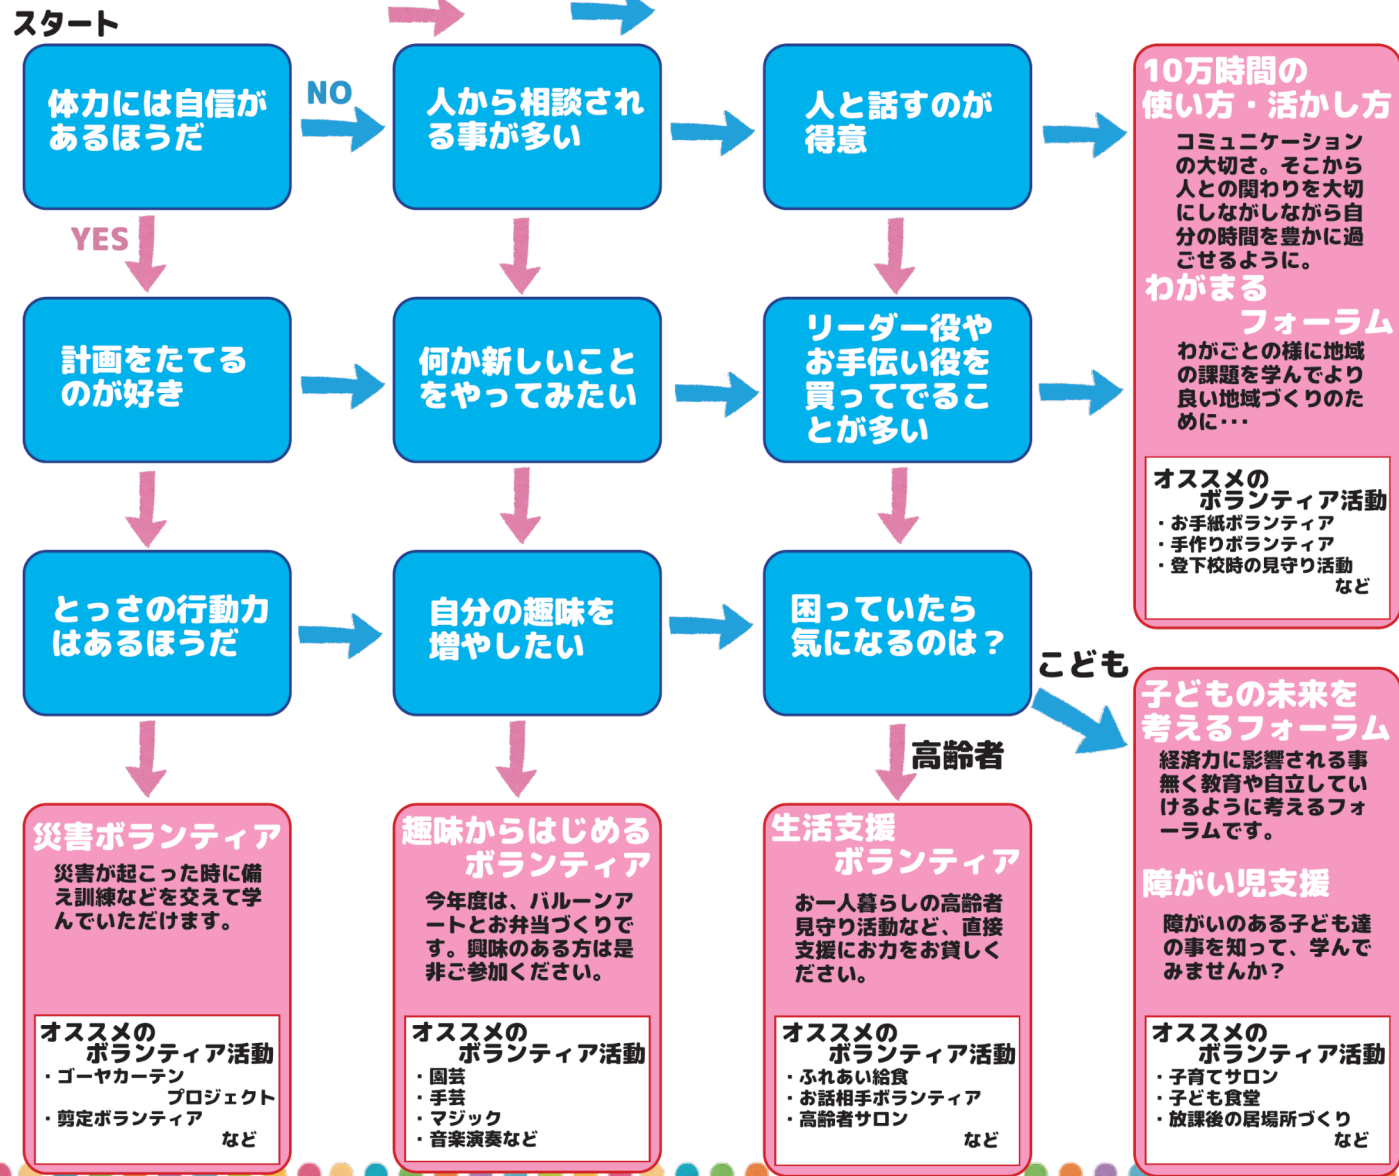 スタート
体力には自信が
あるほうだ
NO
人から相談され
る事が多い
人と話すのが
得意
YES
計画をたてる
のが好き
何か新しいこと
をやってみたい
リーダー役や
お手伝い役を
買ってでるこ
とが多い
とっさの行動力
はあるほうだ
自分の趣味を
増やしたい
困っていたら
気になるのは？
こども
高齢者
10万時間の
使い方・活かし方
コミュニケーション
の大切さ。そこから
人との関わりを大切
にしながしながら自
分の時間を豊かに過
ごせるように。
わがまる
フォーラム
わがごとの様に地域
の課題を学んでより
良い地域づくりのた
めに･･･
オススメの
ボランティア活動
・お手紙ボランティア
・手作りボランティア
・登下校時の見守り活動
など
災害ボランティア
災害が起こった時に備
え訓練などを交えて学
んでいただけます。
オススメの
ボランティア活動
・ゴーヤカーテン
プロジェクト
・剪定ボランティア
など
趣味からはじめる
ボランティア
今年度は、バルーンア
ートとお弁当づくりで
す。興味のある方は是
非ご参加ください。
オススメの
ボランティア活動
・園芸
・手芸
・マジック
・音楽演奏など
生活支援
ボランティア
お一人暮らしの高齢者
見守り活動など、直接
支援にお力をお貸しく
ださい。
オススメの
ボランティア活動
・ふれあい給食
・お話相手ボランティア
・高齢者サロン
など
子どもの未来を
考えるフォーラム
経済力に影響される事
無く教育や自立してい
けるように考えるフォ
ーラムです。
障がい児支援
障がいのある子ども達
の事を知って、学んで
みませんか？
オススメの
ボランティア活動
・子育てサロン
・子ども食堂
・放課後の居場所づくり
など